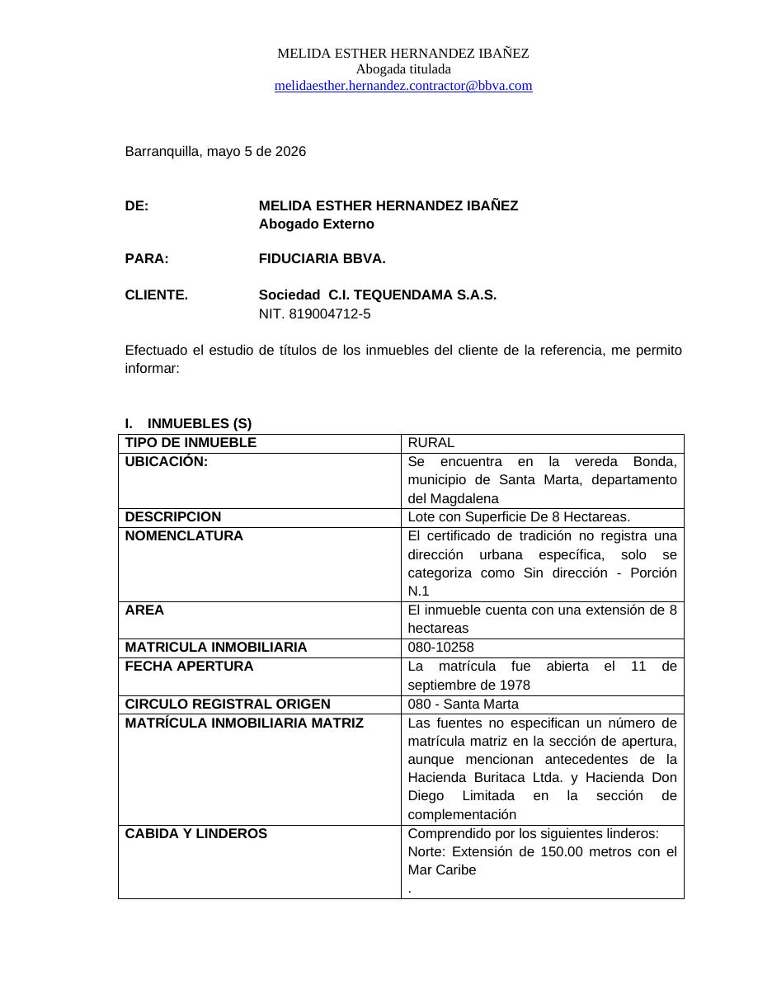 MELIDA ESTHER HERNANDEZ IBAÑEZ
Abogada titulada
melidaesther.hernandez.contractor@bbva.com
Barranquilla, mayo 5 de 2026
DE: MELIDA ESTHER HERNANDEZ IBAÑEZ
Abogado Externo
PARA: FIDUCIARIA BBVA.
CLIENTE. Sociedad C.I. TEQUENDAMA S.A.S.
NIT. 819004712-5
Efectuado el estudio de títulos de los inmuebles del cliente de la referencia, me permito
informar:
I. INMUEBLES (S)
TIPO DE INMUEBLE RURAL
UBICACIÓN: Se encuentra en la vereda Bonda,
municipio de Santa Marta, departamento
del Magdalena
DESCRIPCION Lote con Superficie De 8 Hectareas.
NOMENCLATURA El certificado de tradición no registra una
dirección urbana específica, solo se
categoriza como Sin dirección - Porción
N.1
AREA El inmueble cuenta con una extensión de 8
hectareas
MATRICULA INMOBILIARIA 080-10258
FECHA APERTURA La matrícula fue abierta el 11 de
septiembre de 1978
CIRCULO REGISTRAL ORIGEN 080 - Santa Marta
MATRÍCULA INMOBILIARIA MATRIZ Las fuentes no especifican un número de
matrícula matriz en la sección de apertura,
aunque mencionan antecedentes de la
Hacienda Buritaca Ltda. y Hacienda Don
Diego Limitada en la sección de
complementación
CABIDA Y LINDEROS Comprendido por los siguientes linderos:
Norte: Extensión de 150.00 metros con el
Mar Caribe
.